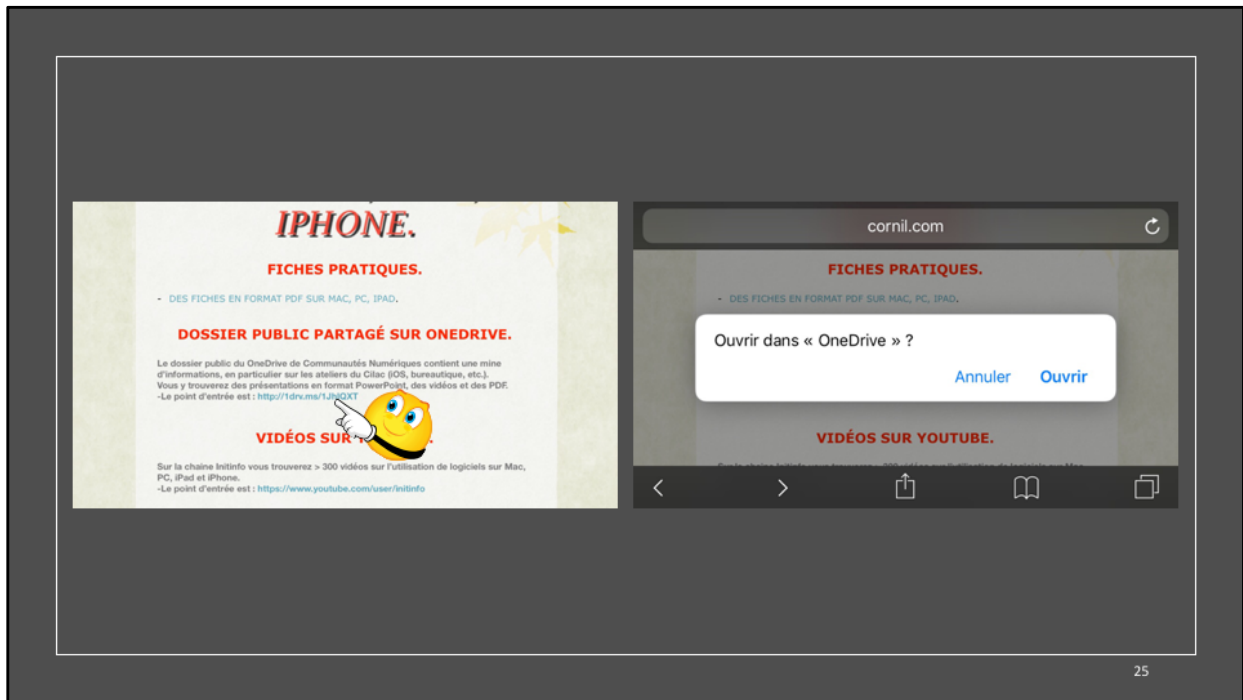 IPHONE.
FICHES PRATIQUES.
- DES FICHES EN FORMAT PDF SUR MAC, PC, IPAD.
DOSSIER PUBLIC PARTAGÉ SUR ONEDRIVE.
Le dossier public du OneDrive de Communautés Numériques contient une mine
d'informations, en particulier sur les ateliers du Cilac (iOS, bureautique, etc.).
Vous y trouverez des présentations en format PowerPoint, des vidéos et des PDF.
-Le point d'entrée est :
VIDÉOS SUR
Sur la chaine Initinfo vous trouverez > 300 vidéos sur l'utilisation de logiciels sur Mac,
PC, iPad et iPhone.
-Le point d'entrée est : https://www.youtube.com/user/initinfo
cornil.com
FICHES PRATIQUES.
- DES FICHES EN FORMAT PDF SUR MAC, PC, IPAD.
Ouvrir dans « OneDrive » ?
Annuler Ouvrir
VIDÉOS SUR YOUTUBE.
25